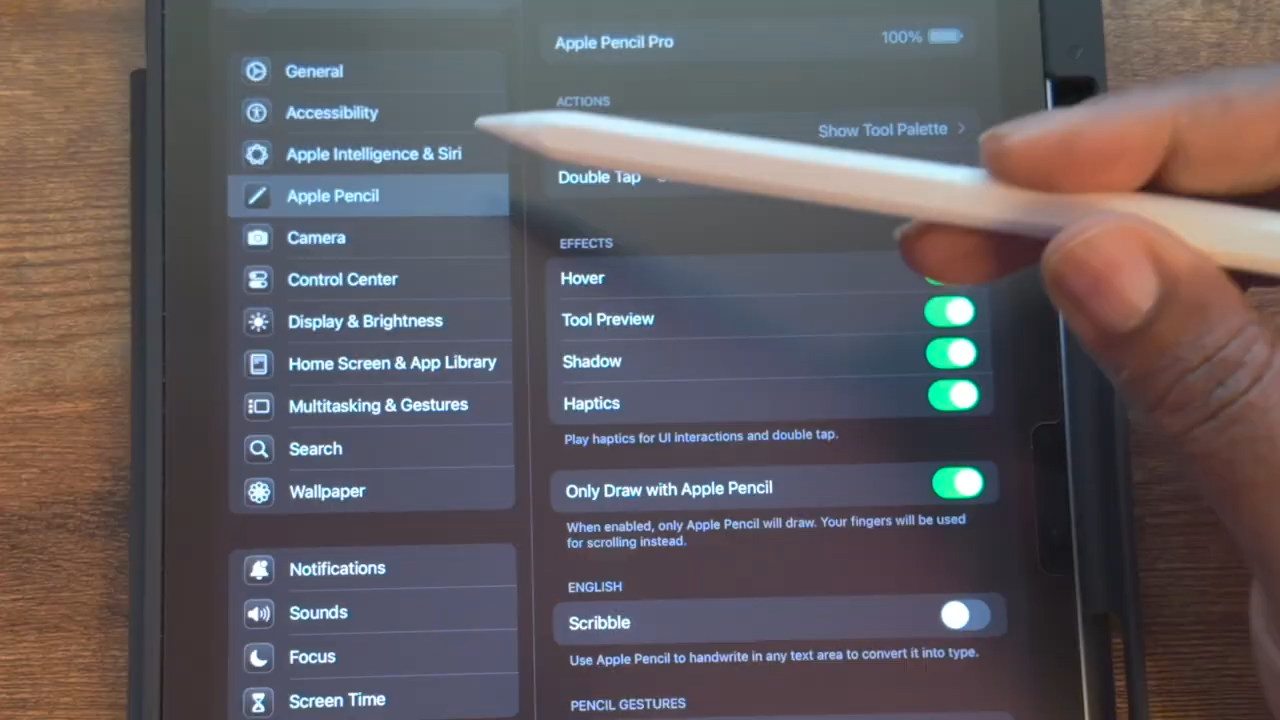 General
Accessibility
Apple Intelligence & Siri
Apple Pencil
Camera
Control Center
Display & Brightness
Home Screen & App Library
Multitasking & Gestures
Search
Wallpaper
Notifications
Sounds
Focus
Screen Time
Apple Pencil Pro 100%
ACTIONS
Show Tool Palette
Double Tap
EFFECTS
Hover
Tool Preview
Shadow
Haptics
Play haptics for UI interactions and double tap.
Only Draw with Apple Pencil
When enabled, only Apple Pencil will draw. Your fingers will be used
for scrolling instead.
ENGLISH
Scribble
Use Apple Pencil to handwrite in any text area to convert it into type.
PENCIL GESTURES